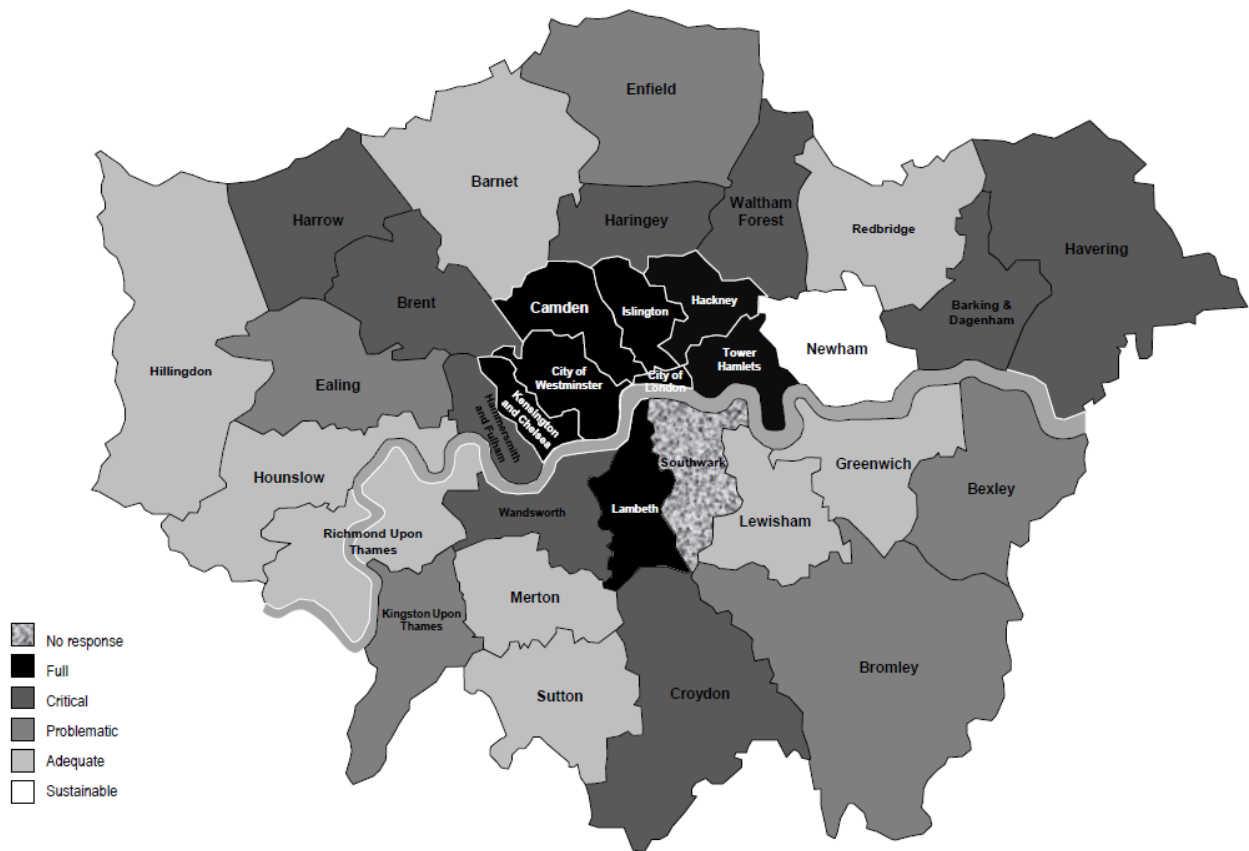 Enfield
Barnet
Harrow
Haringey
Waltham
Forest
Redbridge
Havering
Brent
Camden
Islington
Hackney
Barking &
Dagenham
Newham
Tower
Hamlets
City of
Westminster
City of
London
Kensington
and Chelsea
Hammersmith
and Fulham
Hillingdon
Ealing
Hounslow
Greenwich
Bexley
Southwark
Lambeth
Wandsworth
Lewisham
Richmond Upon
Thames
Merton
Kingston Upon
Thames
Sutton
Croydon
Bromley
No response
Full
Critical
Problematic
Adequate
Sustainable